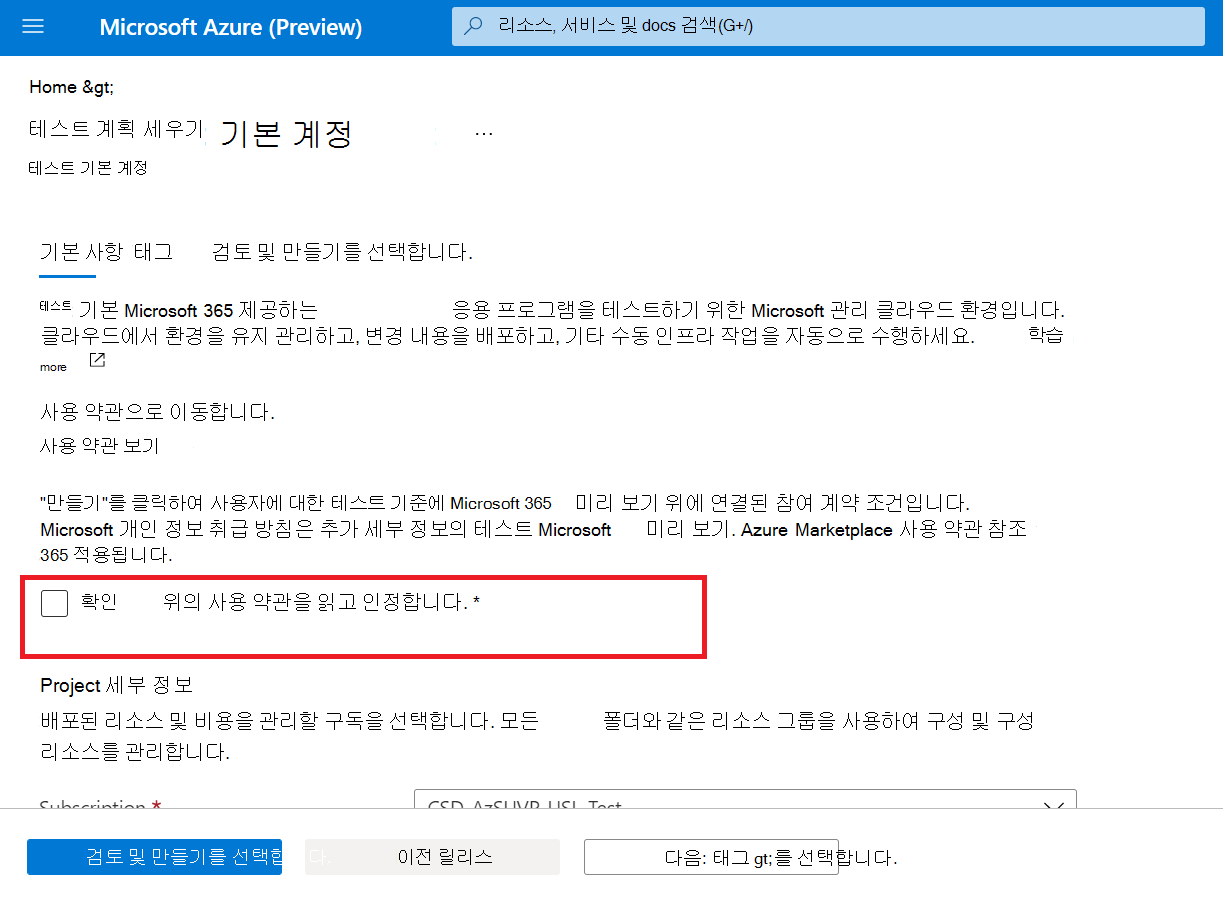 Microsoft Azure (Preview)
리소스, 서비스 및 docs 검색(G+/)
Home &gt;
테스트 계획 세우기 기본 계정 ...
테스트 기본 계정
기본 사항 태그 검토 및 만들기를 선택합니다.
테스트 기본 Microsoft 365 제공하는 응용 프로그램을 테스트하기 위한 Microsoft 관리 클라우드 환경입니다.
클라우드에서 환경을 유지 관리하고, 변경 내용을 배포하고, 기타 수동 인프라 작업을 자동으로 수행하세요. 학습
more
사용 약관으로 이동합니다.
사용 약관 보기
"만들기"를 클릭하여 사용자에 대한 테스트 기준에 Microsoft 365 미리 보기 위에 연결된 참여 계약 조건입니다.
Microsoft 개인 정보 취급 방침은 추가 세부 정보의 테스트 Microsoft 미리 보기. Azure Marketplace 사용 약관 참조
365 적용됩니다.
확인 위의 사용 약관을 읽고 인정합니다. *
Project 세부 정보
배포된 리소스 및 비용을 관리할 구독을 선택합니다. 모든 폴더와 같은 리소스 그룹을 사용하여 구성 및 구성
리소스를 관리합니다.
Subscription *
검토 및 만들기를 선택합니다. 이전 릴리스 다음: 태그 gt;를 선택합니다.